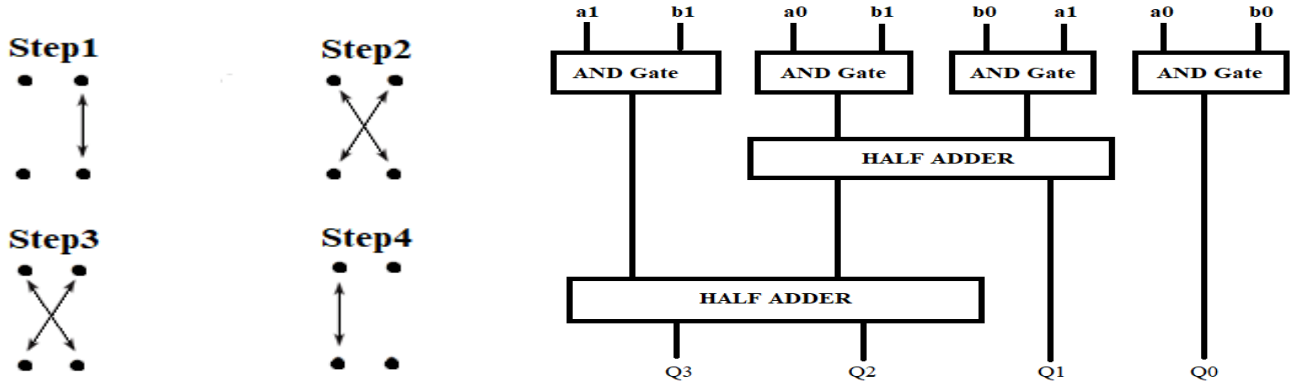 Step1
Step2
Step3
Step4
a1 b1 a0 b1 b0 a1 a0 b0
AND Gate AND Gate AND Gate AND Gate
HALF ADDER
HALF ADDER
Q3 Q2 Q1 Q0